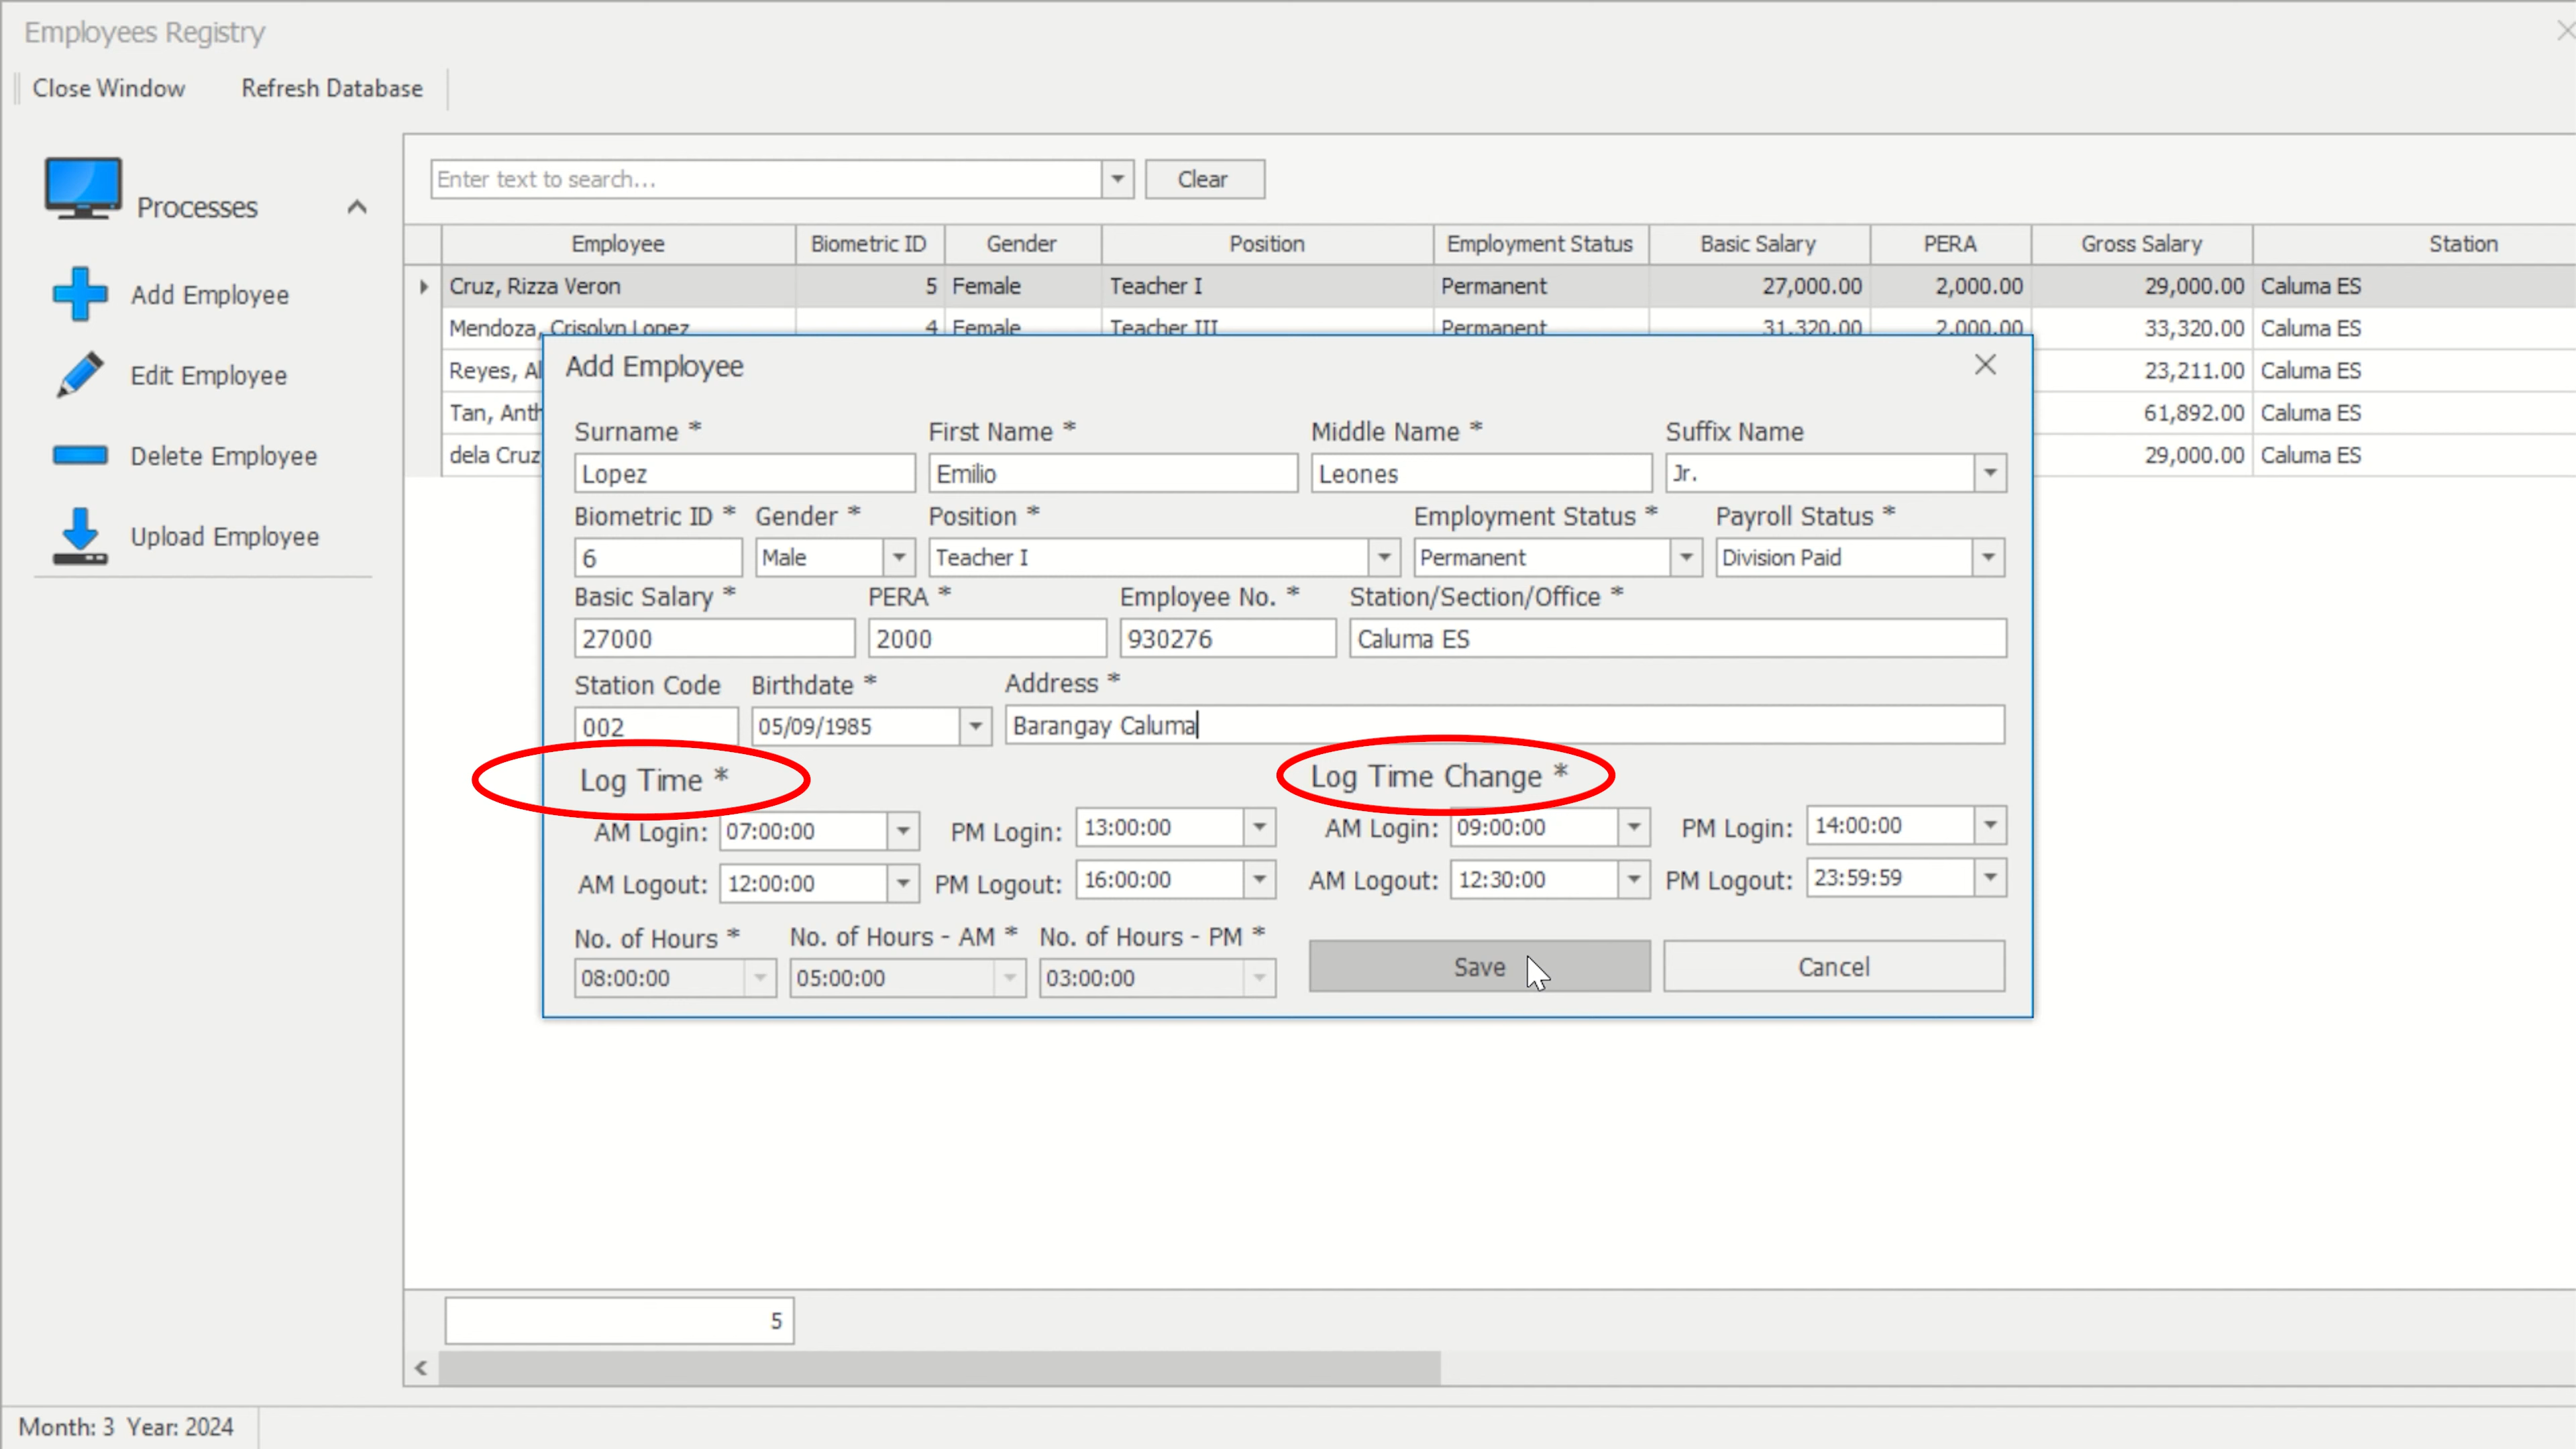 Employees Registry
Close Window Refresh Database
Processes
Add Employee
Edit Employee
Delete Employee
Upload Employee
Enter text to search... Clear
Employee Biometric ID Gender Position Employment Status Basic Salary PERA Gross Salary Station
Cruz, Rizza Veron 5 Female Teacher I Permanent 27,000.00 2,000.00 29,000.00 Caluma ES
Mendoza, Crisolyn Lopez 4 Female Teacher III Permanent 31,320.00 2,000.00 33,320.00 Caluma ES
Reyes, Al 23,211.00 Caluma ES
Tan, Anth 61,892.00 Caluma ES
dela Cruz 29,000.00 Caluma ES
Add Employee
Surname * First Name * Middle Name * Suffix Name
Lopez Emilio Leones Jr.
Biometric ID * Gender * Position * Employment Status * Payroll Status *
6 Male Teacher I Permanent Division Paid
Basic Salary * PERA * Employee No. * Station/Section/Office *
27000 2000 930276 Caluma ES
Station Code Birthdate * Address *
002 05/09/1985 Barangay Caluma
Log Time * Log Time Change *
AM Login: 07:00:00 PM Login: 13:00:00 AM Login: 09:00:00 PM Login: 14:00:00
AM Logout: 12:00:00 PM Logout: 16:00:00 AM Logout: 12:30:00 PM Logout: 23:59:59
No. of Hours * No. of Hours - AM * No. of Hours - PM *
08:00:00 05:00:00 03:00:00 Save Cancel
5
Month: 3 Year: 2024